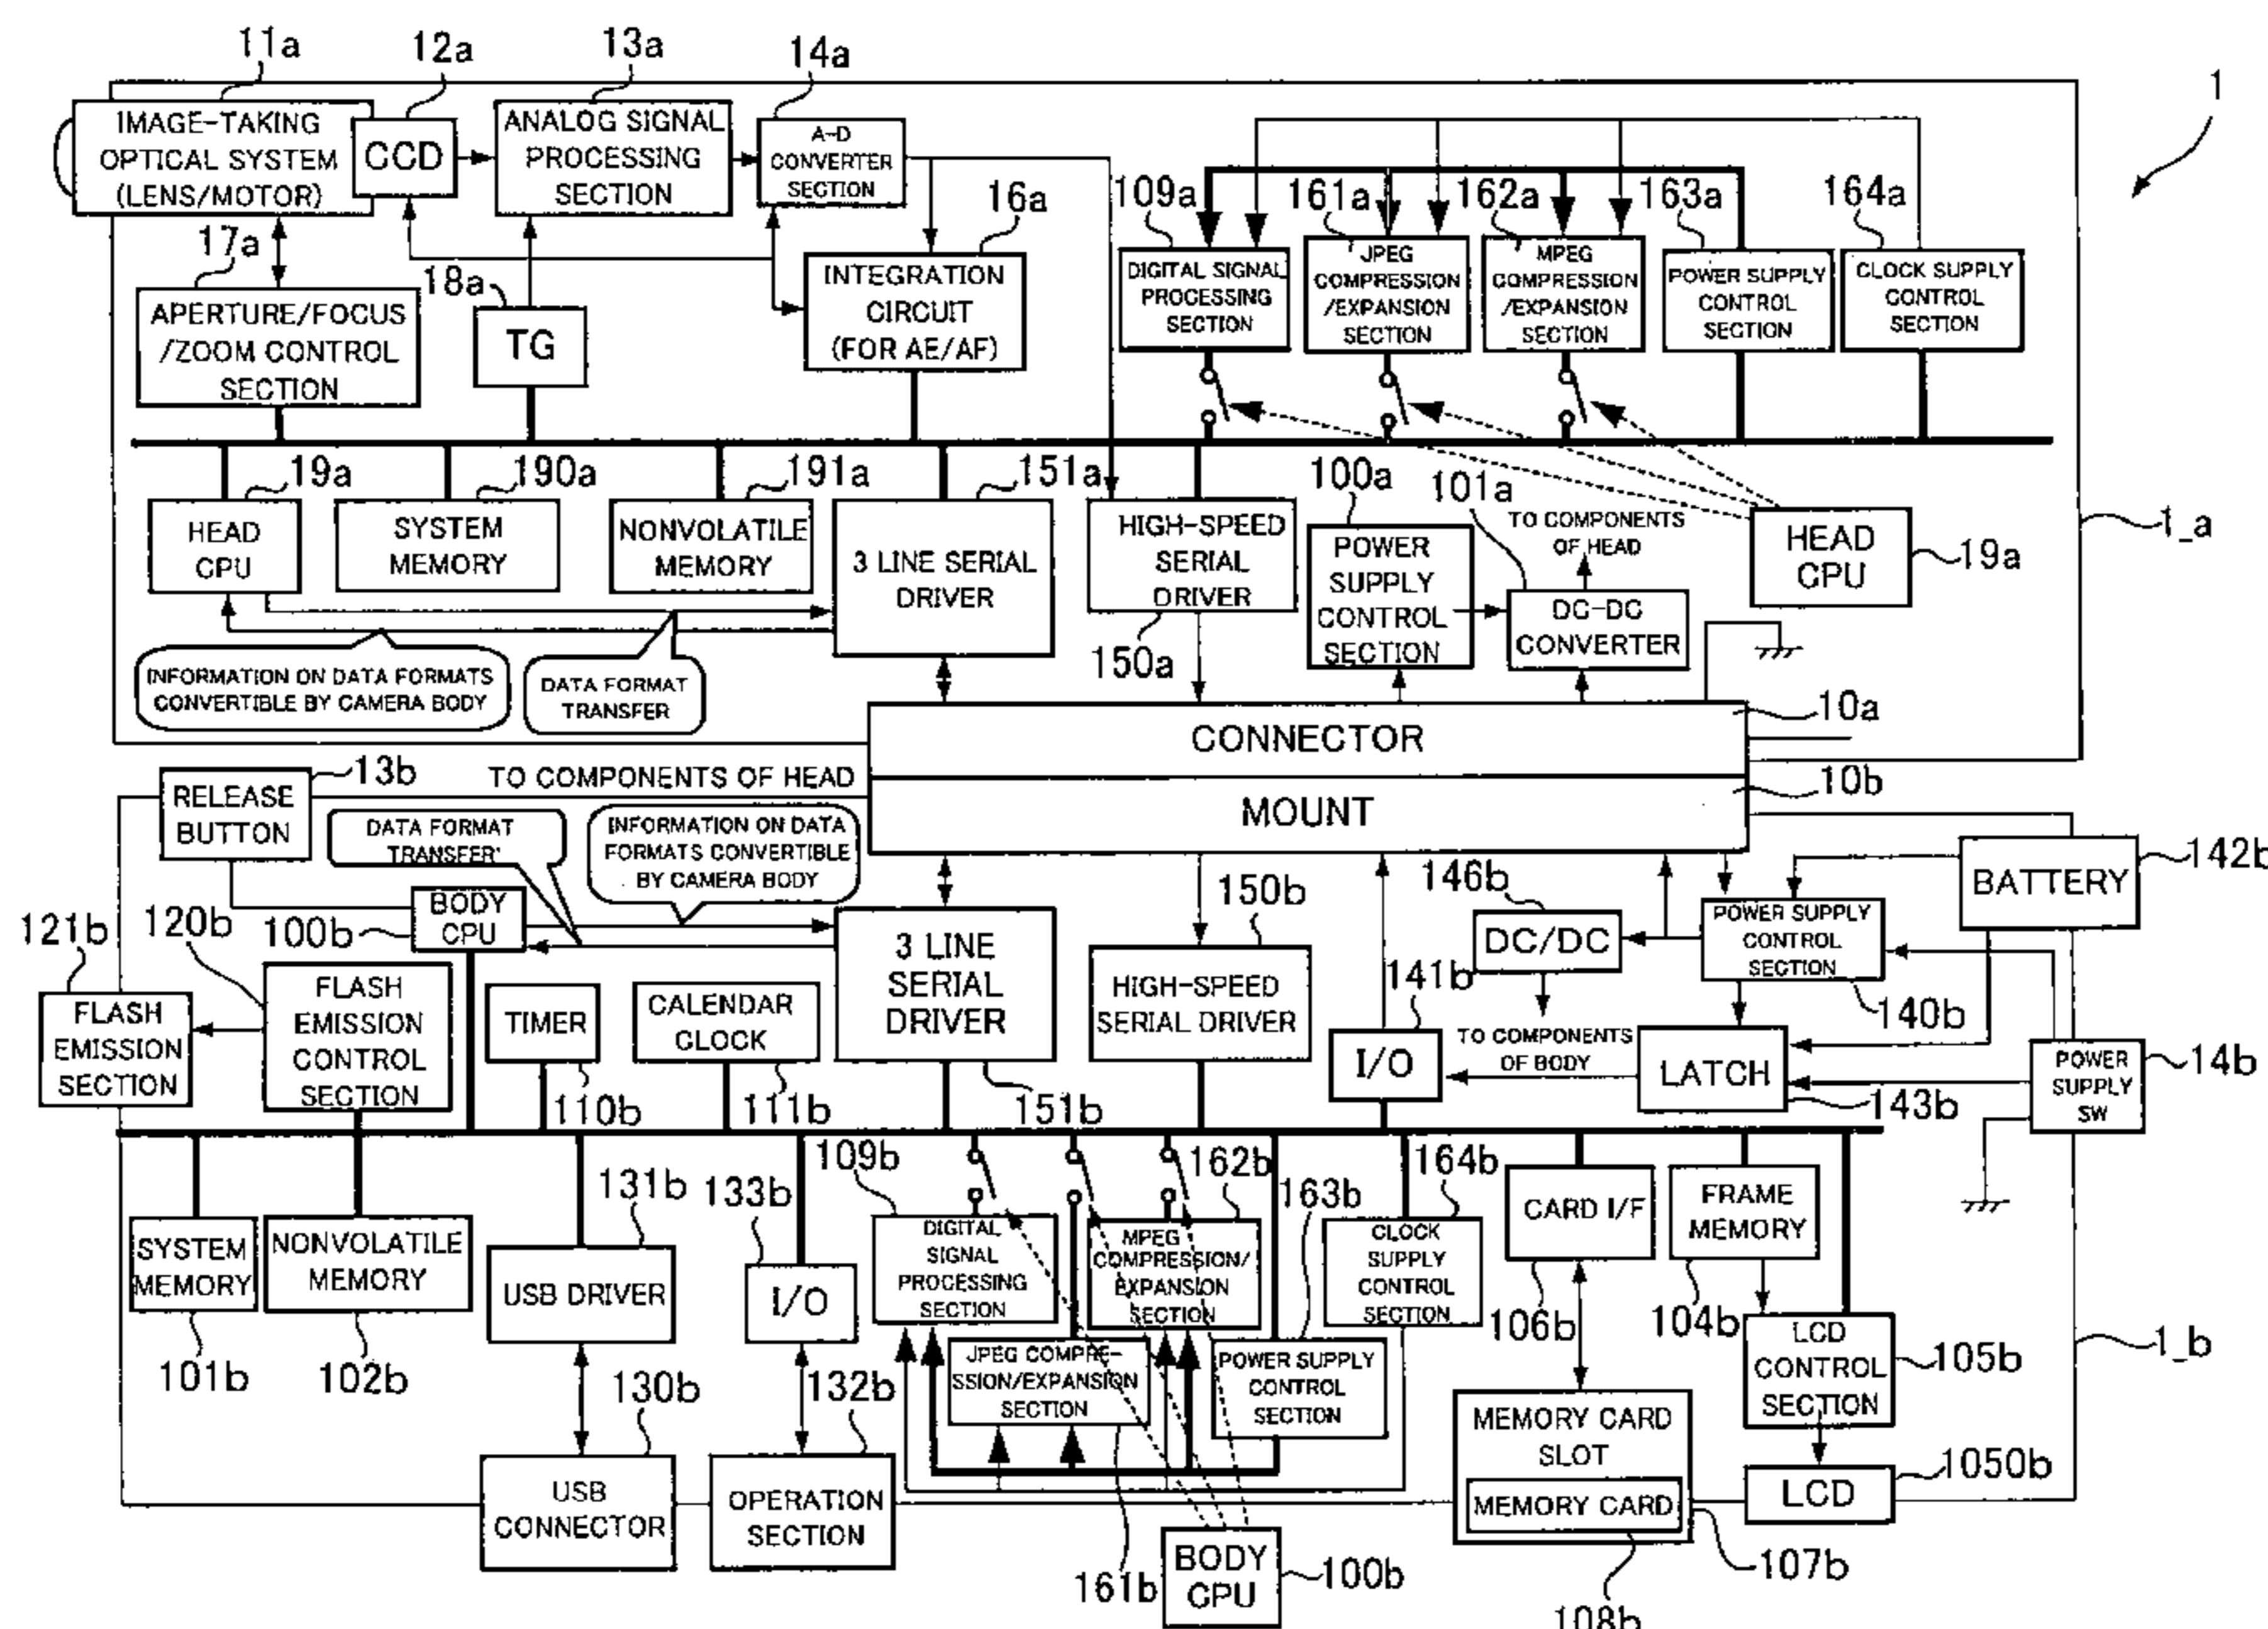 11a
12a
13a
14a
1
IMAGE-TAKING
OPTICAL SYSTEM
(LENS/MOTOR)
CCD
ANALOG SIGNAL
PROCESSING
SECTION
A-D
CONVERTER
SECTION
16a
109a
161a
162a
163a
164a
17a
18a
APERTURE/FOCUS
/ZOOM CONTROL
SECTION
TG
INTEGRATION
CIRCUIT
(FOR AE/AF)
DIGITAL SIGNAL
PROCESSING
SECTION
JPEG
COMPRESSION
/EXPANSION
SECTION
MPEG
COMPRESSION
/EXPANSION
SECTION
POWER SUPPLY
CONTROL
SECTION
CLOCK SUPPLY
CONTROL
SECTION
19a
190a
191a
151a
100a
101a
HEAD
CPU
SYSTEM
MEMORY
NONVOLATILE
MEMORY
3 LINE SERIAL
DRIVER
HIGH-SPEED
SERIAL
DRIVER
150a
POWER
SUPPLY
CONTROL
SECTION
TO COMPONENTS
OF HEAD
DC-DC
CONVERTER
HEAD
CPU
19a
1_a
INFORMATION ON DATA FORMATS
CONVERTIBLE BY CAMERA BODY
DATA FORMAT
TRANSFER
CONNECTOR
10a
MOUNT
10b
13b
TO COMPONENTS OF HEAD
RELEASE
BUTTON
DATA FORMAT
TRANSFER
INFORMATION ON DATA
FORMATS CONVERTIBLE
BY CAMERA BODY
BATTERY
142b
146b
150b
BODY
CPU
100b
121b
120b
3 LINE
SERIAL
DRIVER
DC/DC
POWER SUPPLY
CONTROL
SECTION
140b
141b
FLASH
EMISSION
SECTION
FLASH
EMISSION
CONTROL
SECTION
TIMER
CALENDAR
CLOCK
HIGH-SPEED
SERIAL DRIVER
I/O
TO COMPONENTS
OF BODY
LATCH
POWER
SUPPLY
SW
14b
110b
111b
151b
143b
109b
162b
163b
164b
131b
133b
SYSTEM
MEMORY
NONVOLATILE
MEMORY
USB DRIVER
I/O
DIGITAL
SIGNAL
PROCESSING
SECTION
MPEG
COMPRESSION/
EXPANSION
SECTION
CLOCK
SUPPLY
CONTROL
SECTION
CARD I/F
FRAME
MEMORY
101b
102b
106b
104b
LCD
CONTROL
SECTION
105b
1_b
130b
132b
JPEG COMPRE-
SSION/EXPANSION
SECTION
POWER SUPPLY
CONTROL
SECTION
MEMORY CARD
SLOT
MEMORY CARD
LCD
1050b
USB
CONNECTOR
OPERATION
SECTION
161b
BODY
CPU
100b
107b
108b